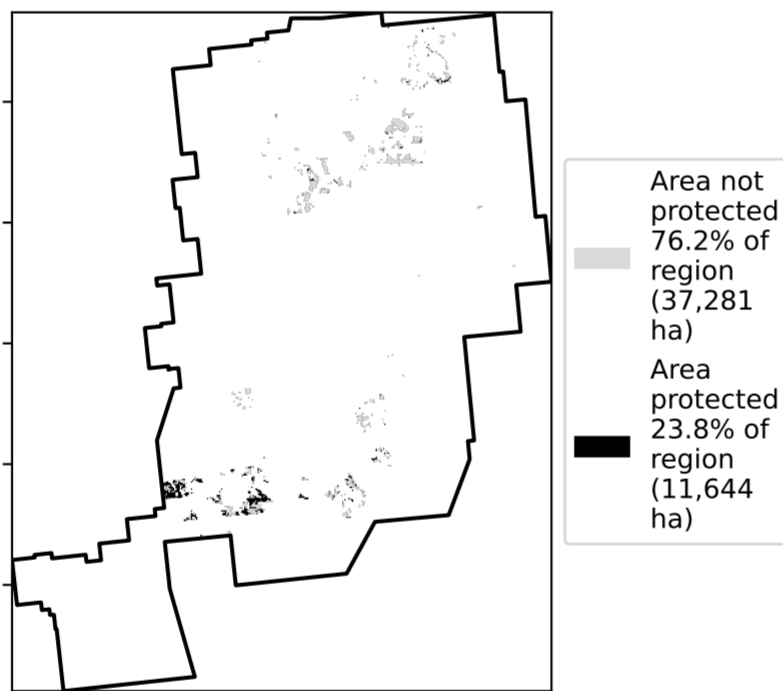 Area not
protected
76.2% of
region
(37,281
ha)
Area
protected
23.8% of
region
(11,644
ha)